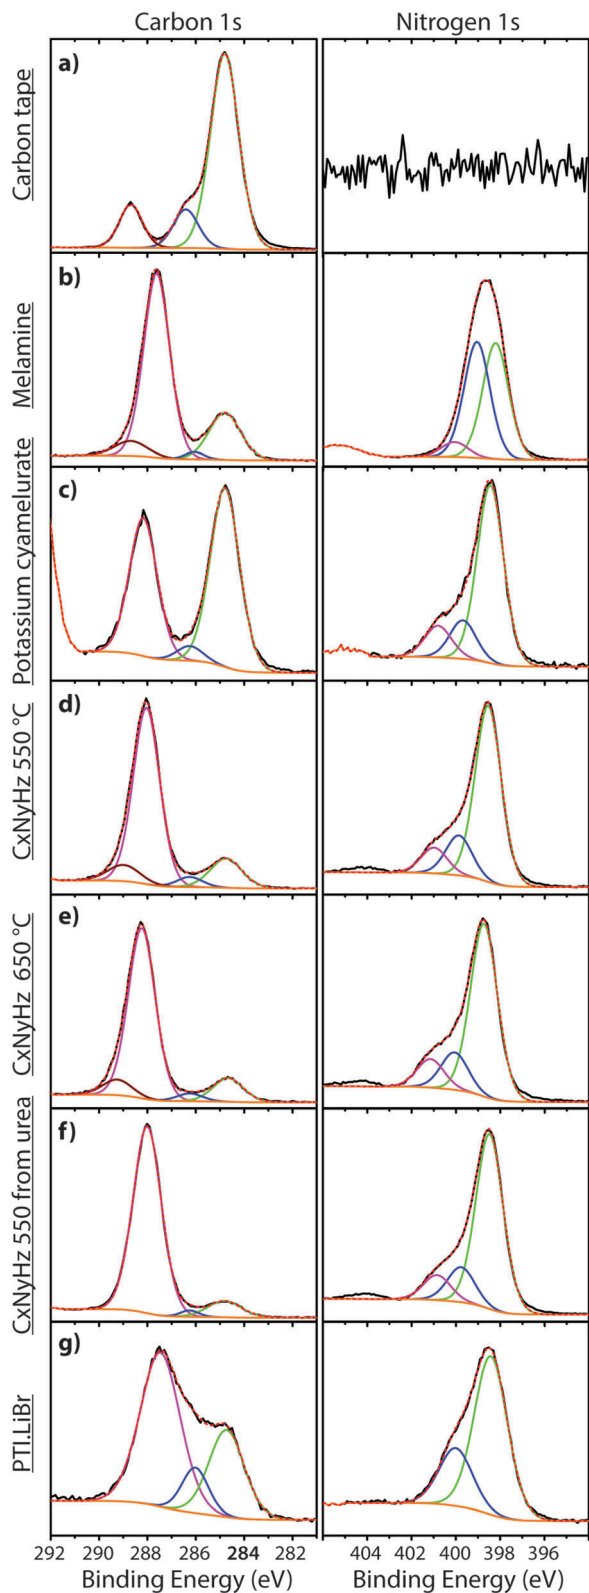 Carbon 1s Nitrogen 1s
a)
Carbon tape
b)
Melamine
c)
Potassium cyamelurate
d)
CxNyHz 550 °C
e)
CxNyHz 650 °C
f)
CxNyHz 550 from urea
g)
PTI.LiBr
292 290 288 286 284 282 404 402 400 398 396
Binding Energy (eV) Binding Energy (eV)